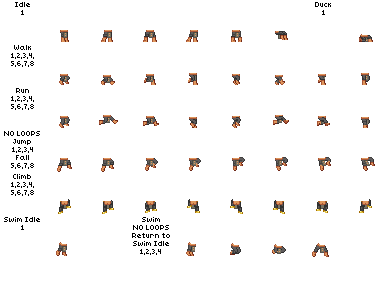 Idle
1
Duck
1
Walk
1,2,3,4,
5,6,7,8
Run
1,2,3,4,
5,6,7,8
NO LOOPS
Jump
1,2,3,4
Fall
5,6,7,8
Climb
1,2,3,4,
5,6,7,8
Swim Idle
1
Swim
NO LOOPS
Return to
Swim Idle
1,2,3,4